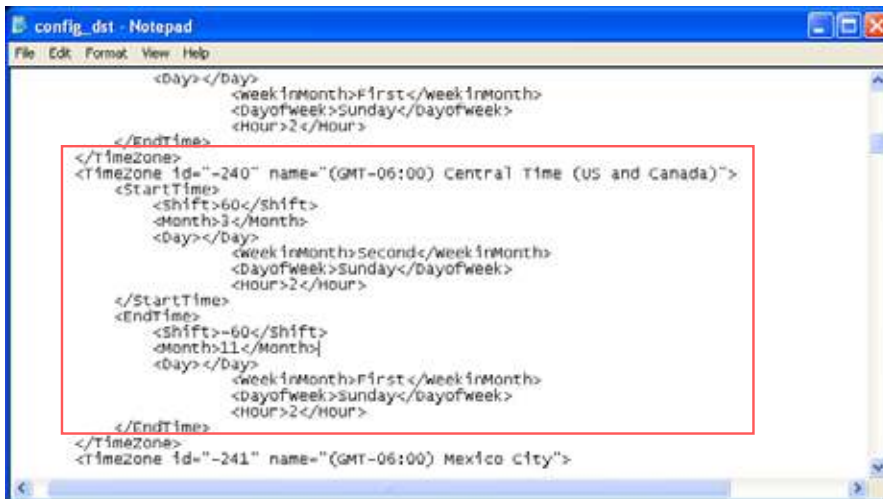 config_dst - Notepad
File Edit Format View Help
<Day></Day>
<WeekinMonth>First</WeekinMonth>
<DayofWeek>Sunday</DayofWeek>
<Hour>2</Hour>
</EndTime>
</TimeZone>
<TimeZone id="-240" name="(GMT-06:00) Central Time (US and Canada)">
<StartTime>
<Shift>60</Shift>
<Month>3</Month>
<Day></Day>
<WeekinMonth>Second</WeekinMonth>
<DayofWeek>Sunday</DayofWeek>
<Hour>2</Hour>
</StartTime>
<EndTime>
<Shift>-60</Shift>
<Month>11</Month>
<Day></Day>
<WeekinMonth>First</WeekinMonth>
<DayofWeek>Sunday</DayofWeek>
<Hour>2</Hour>
</EndTime>
</TimeZone>
<TimeZone id="-241" name="(GMT-06:00) Mexico City">